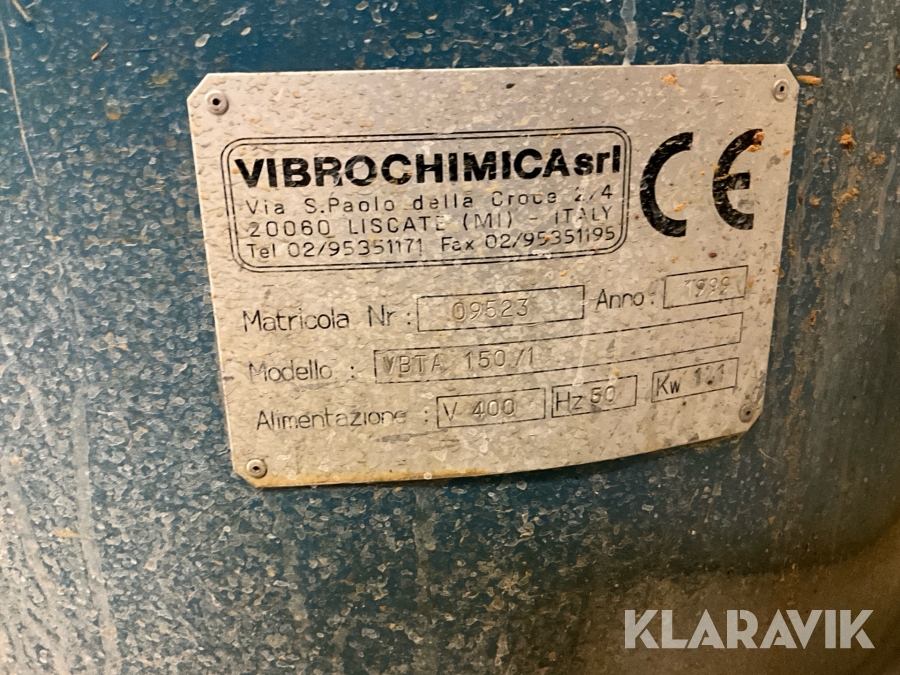 KLARAVIK
VIBROCHIMICAsrl
Via S.Paolo della Croce 2/4
20060 LISCATE (MI) - ITALY
Tel 02/95351171 Fax 02/95351195
CE
Matricola Nr : 09523 Anno : 1999
Modello : VBTA 150/1
Alimentazione : V 400 Hz 50 Kw 1.1
KLARAVIK